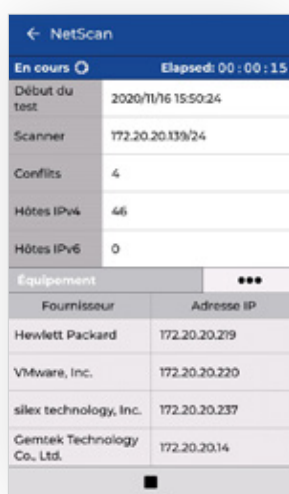 ← NetScan
En cours Elapsed: 00 : 00 : 15
Début du
test 2020/11/16 15:50:24
Scanner 172.20.20.139/24
Conflits 4
Hôtes IPv4 46
Hôtes IPv6 0
Équipement •••
Fournisseur Adresse IP
Hewlett Packard 172.20.20.219
VMware, Inc. 172.20.20.220
silex technology, Inc. 172.20.20.237
Gemtek Technology
Co., Ltd. 172.20.20.14